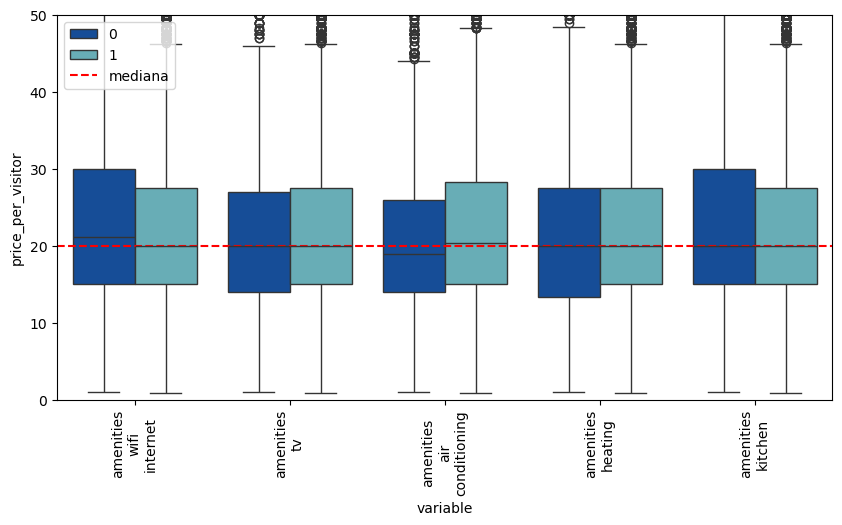 50
40
30
20
10
0
price_per_visitor
0
1
mediana
amenities
wifi
internet
amenities
tv
amenities
air
conditioning
amenities
heating
amenities
kitchen
variable